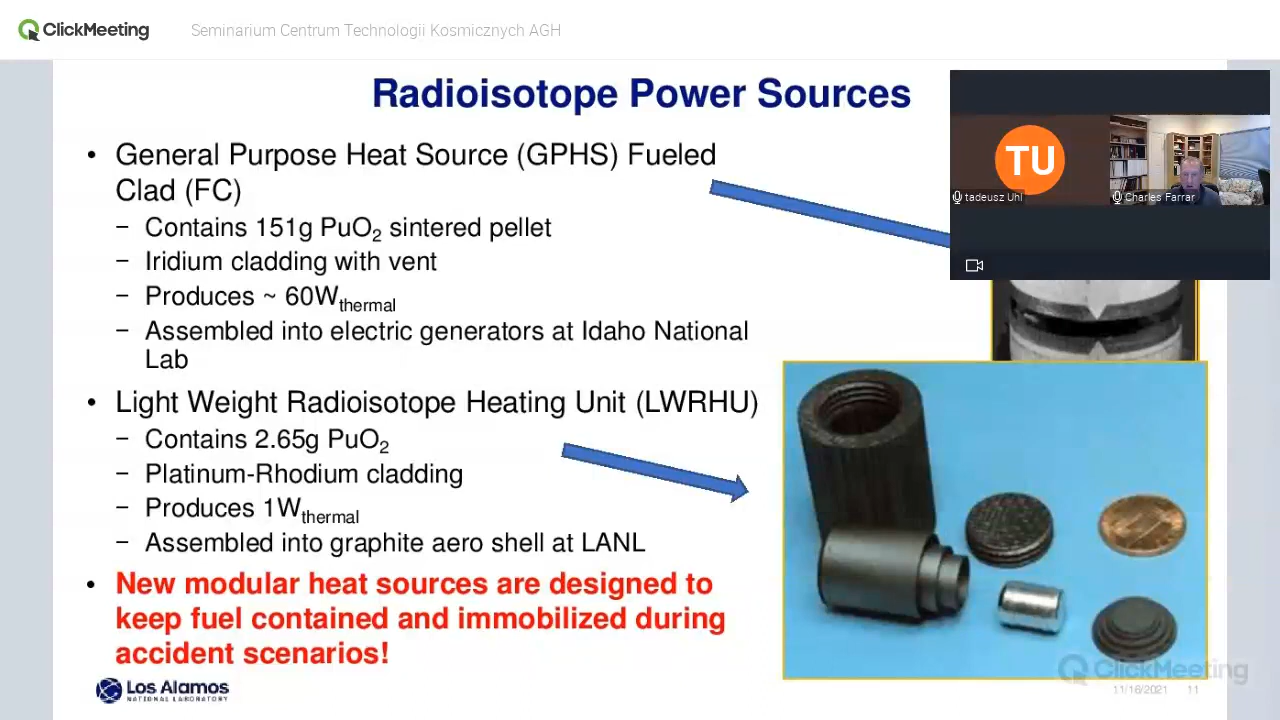 ClickMeeting
Seminarium Centrum Technologii Kosmicznych AGH
Radioisotope Power Sources
• General Purpose Heat Source (GPHS) Fueled
Clad (FC)
− Contains 151g PuO₂ sintered pellet
− Iridium cladding with vent
− Produces ~ 60Wthermal
− Assembled into electric generators at Idaho National
Lab
• Light Weight Radioisotope Heating Unit (LWRHU)
− Contains 2.65g PuO₂
− Platinum-Rhodium cladding
− Produces 1Wthermal
− Assembled into graphite aero shell at LANL
• New modular heat sources are designed to
keep fuel contained and immobilized during
accident scenarios!
TU
tadeusz Uhl
Charles Farrar
Los Alamos
NATIONAL LABORATORY
ClickMeeting
11/16/2021 11